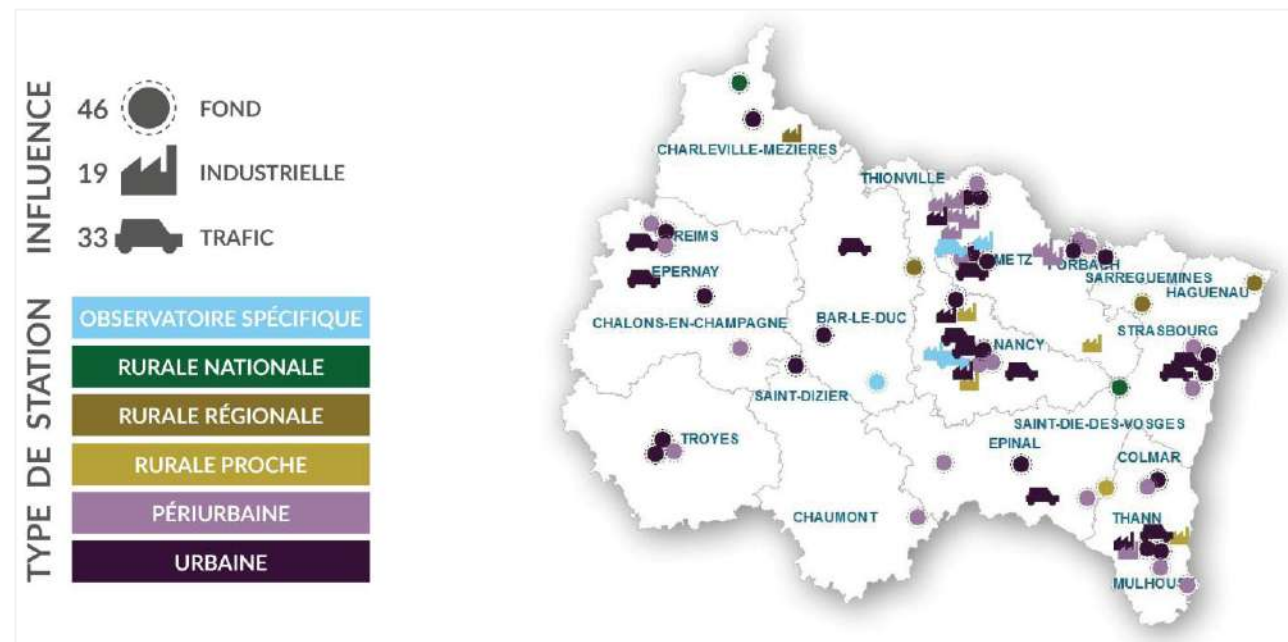 INFLUENCE
46 FOND
19 INDUSTRIELLE
33 TRAFIC
TYPE DE STATION
OBSERVATOIRE SPÉCIFIQUE
RURALE NATIONALE
RURALE RÉGIONALE
RURALE PROCHE
PÉRIURBAINE
URBAINE
CHARLEVILLE-MEZIERES
THIONVILLE
REIMS
EPERNAY
METZ
FORBACH
SARREGUEMINES
HAGUENAU
CHALONS-EN-CHAMPAGNE
BAR-LE-DUC
STRASBOURG
NANCY
SAINT-DIZIER
SAINT-DIE-DES-VOSGES
TROYES
EPINAL
COLMAR
CHAUMONT
THANN
MULHOUSE